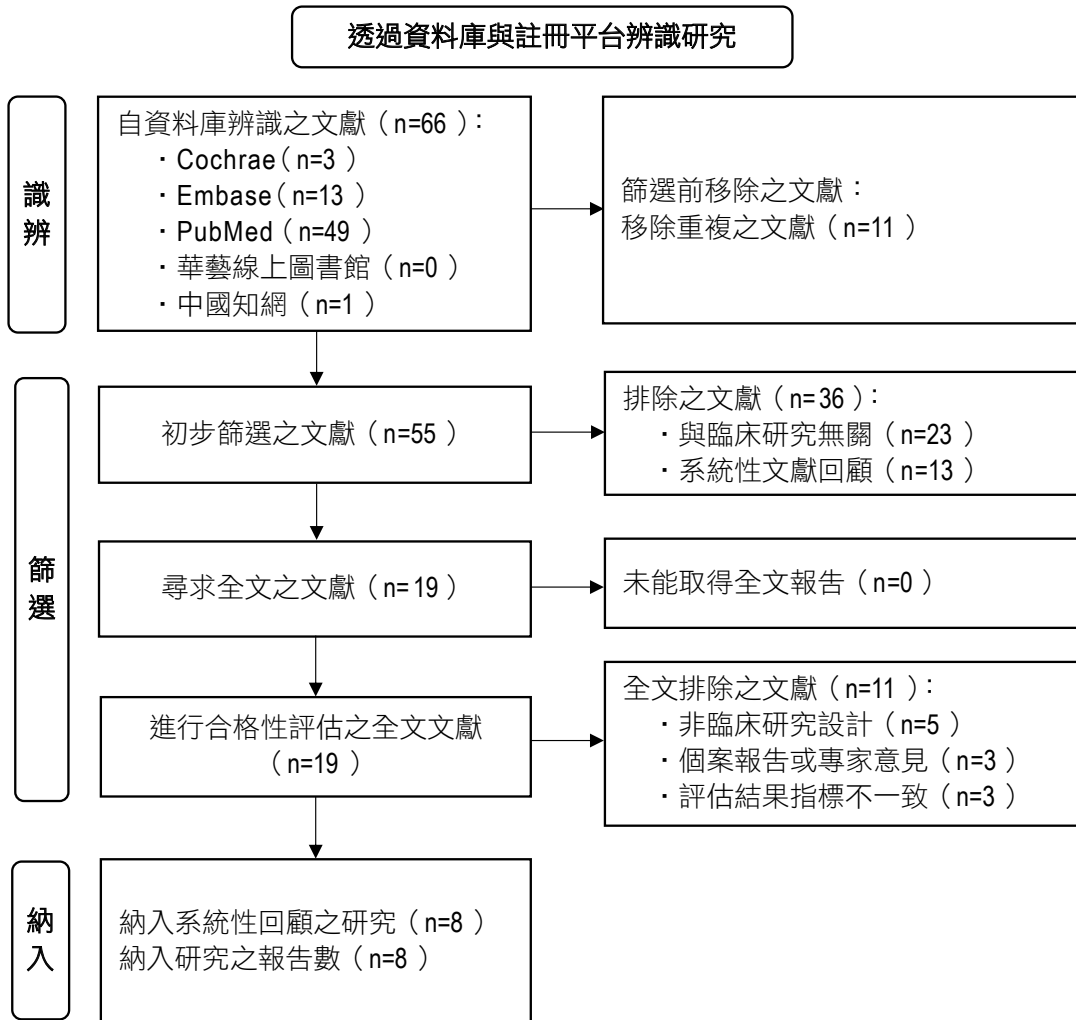 透過資料庫與註冊平台辨識研究
識辨
自資料庫辨識之文獻（n=66）：
・Cochrae（n=3）
・Embase（n=13）
・PubMed（n=49）
・華藝線上圖書館（n=0）
・中國知網（n=1）
篩選前移除之文獻：
移除重複之文獻（n=11）
篩選
初步篩選之文獻（n=55）
排除之文獻（n=36）：
・與臨床研究無關（n=23）
・系統性文獻回顧（n=13）
尋求全文之文獻（n=19）
未能取得全文報告（n=0）
進行合格性評估之全文文獻
（n=19）
全文排除之文獻（n=11）：
・非臨床研究設計（n=5）
・個案報告或專家意見（n=3）
・評估結果指標不一致（n=3）
納入
納入系統性回顧之研究（n=8）
納入研究之報告數（n=8）